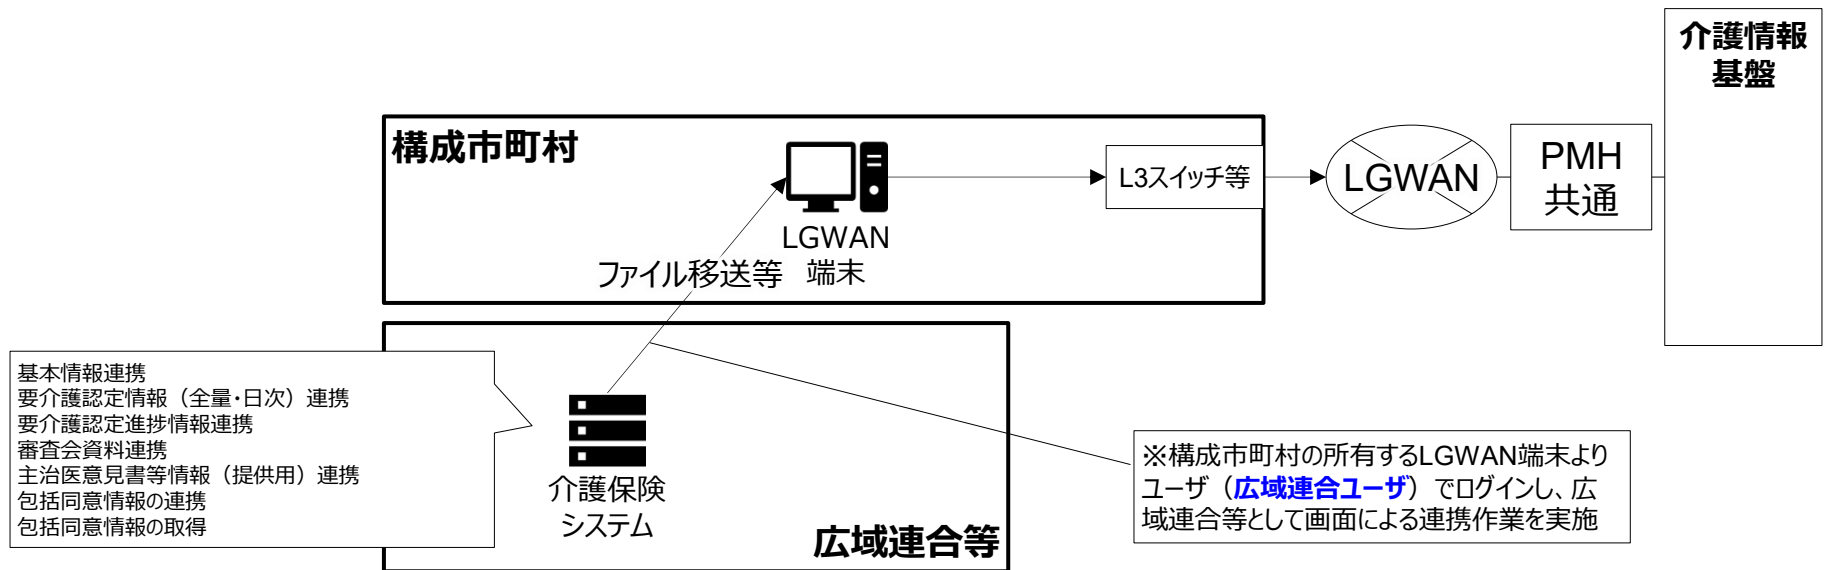 介護情報
基盤
構成市町村
L3スイッチ等
LGWAN
PMH
共通
LGWAN
端末
ファイル移送等
基本情報連携
要介護認定情報（全量・日次）連携
要介護認定進捗情報連携
審査会資料連携
主治医意見書等情報（提供用）連携
包括同意情報の連携
包括同意情報の取得
介護保険
システム
広域連合等
※構成市町村の所有するLGWAN端末より
ユーザ（広域連合ユーザ）でログインし、広
域連合等として画面による連携作業を実施